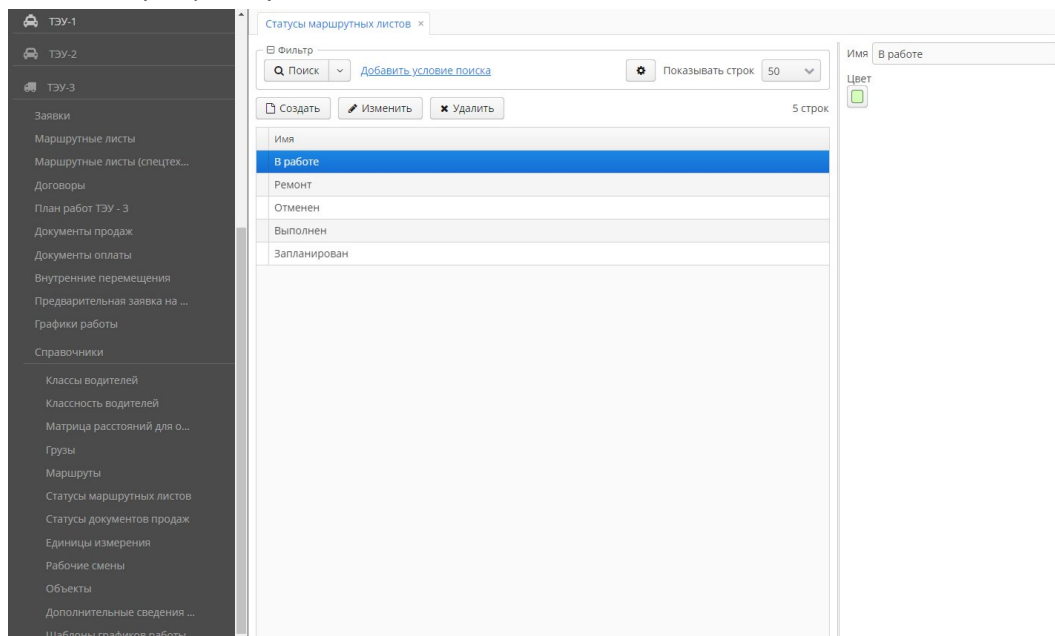 ТЭУ-1
ТЭУ-2
ТЭУ-3
Заявки
Маршрутные листы
Маршрутные листы (спецтех...
Договоры
План работ ТЭУ - 3
Документы продаж
Документы оплаты
Внутренние перемещения
Предварительная заявка на ...
Графики работы
Справочники
Классы водителей
Классность водителей
Матрица расстояний для о...
Грузы
Маршруты
Статусы маршрутных листов
Статусы документов продаж
Единицы измерения
Рабочие смены
Объекты
Дополнительные сведения ...
Шаблоны графиков работы
Статусы маршрутных листов ×
Фильтр
Поиск Добавить условие поиска Показывать строк 50
Создать Изменить Удалить 5 строк
Имя
В работе
Ремонт
Отменен
Выполнен
Запланирован
Имя В работе
Цвет